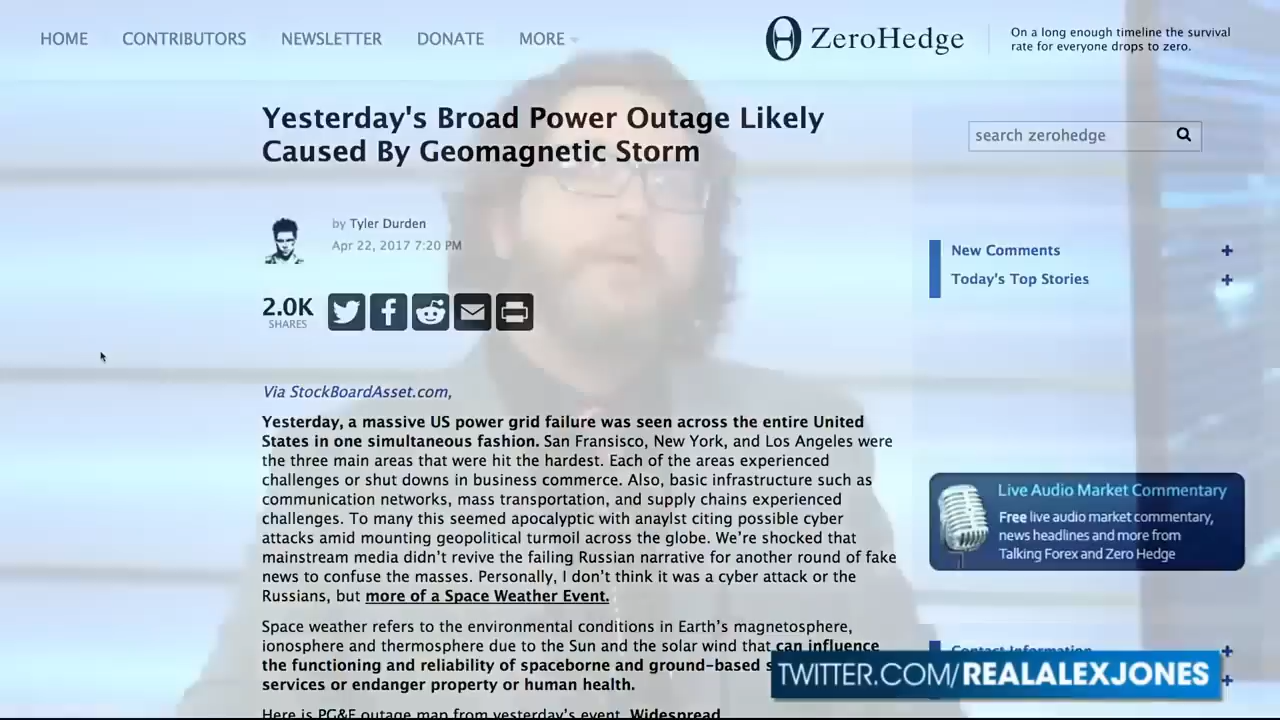 HOME CONTRIBUTORS NEWSLETTER DONATE MORE
ZeroHedge
On a long enough timeline the survival
rate for everyone drops to zero.
Yesterday's Broad Power Outage Likely
Caused By Geomagnetic Storm
search zerohedge
by Tyler Durden
Apr 22, 2017 7:20 PM
New Comments
Today's Top Stories
2.0K
SHARES
Via StockBoardAsset.com,
Yesterday, a massive US power grid failure was seen across the entire United
States in one simultaneous fashion. San Fransisco, New York, and Los Angeles were
the three main areas that were hit the hardest. Each of the areas experienced
challenges or shut downs in business commerce. Also, basic infrastructure such as
communication networks, mass transportation, and supply chains experienced
challenges. To many this seemed apocalyptic with anaylst citing possible cyber
attacks amid mounting geopolitical turmoil across the globe. We're shocked that
mainstream media didn't revive the failing Russian narrative for another round of fake
news to confuse the masses. Personally, I don't think it was a cyber attack or the
Russians, but more of a Space Weather Event.
Live Audio Market Commentary
Free live audio market commentary,
news headlines and more from
Talking Forex and Zero Hedge
Space weather refers to the environmental conditions in Earth's magnetosphere,
ionosphere and thermosphere due to the Sun and the solar wind that can influence
the functioning and reliability of spaceborne and ground-based
services or endanger property or human health.
Here is PG&E outage map from yesterday's event. Widespread
Contact Information
TWITTER.COM/REALALEXJONES